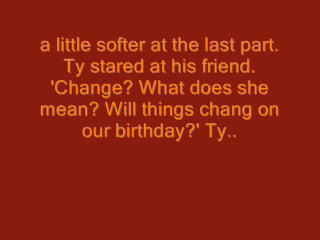 a little softer at the last part.
Ty stared at his friend.
'Change? What does she
mean? Will things chang on
our birthday?' Ty..